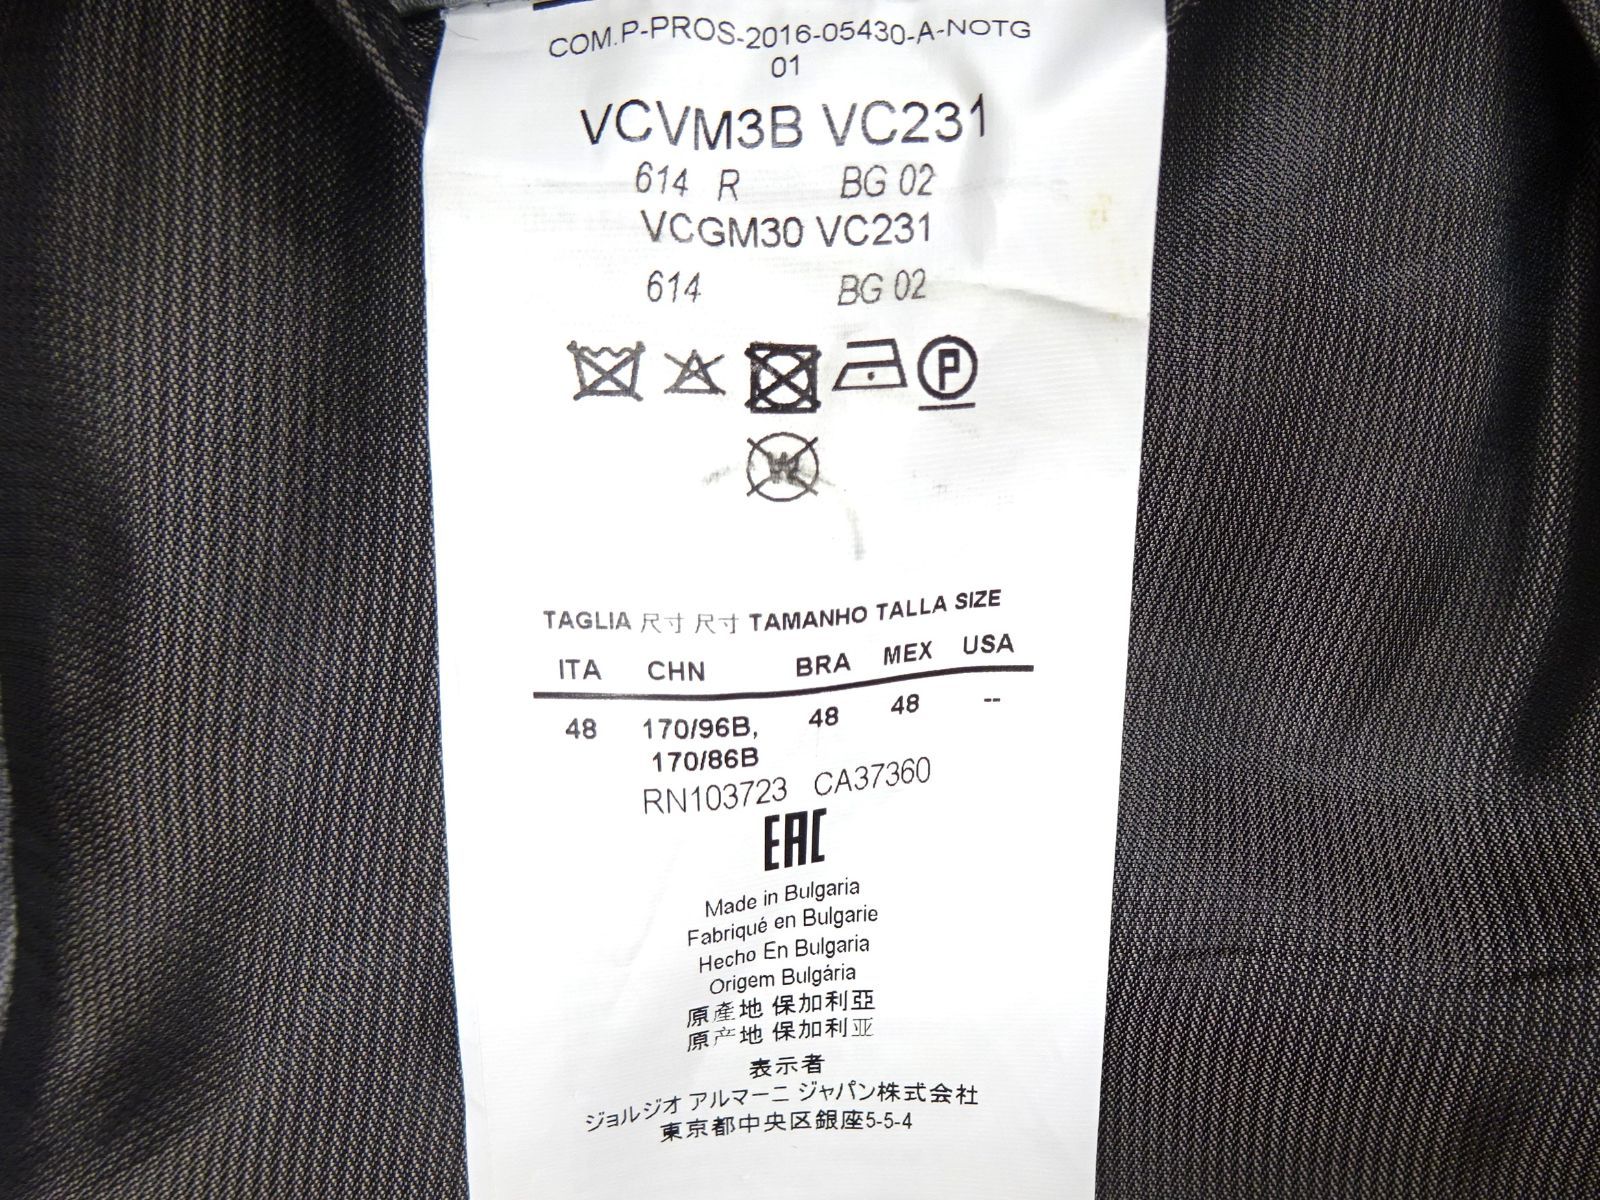 COM.P-PROS-2016-05430-A-NOTG
01
VCVM3B VC231
614 R BG 02
VCGM30 VC231
614 BG 02
P
W
TAGLIA 尺寸 尺寸 TAMANHO TALLA SIZE
ITA CHN BRA MEX USA
48 170/96B, 48 48 --
170/86B
RN103723 CA37360
EAC
Made in Bulgaria
Fabriqué en Bulgarie
Hecho En Bulgaria
Origem Bulgária
原產地 保加利亞
原产地 保加利亚
表示者
ジョルジオ アルマーニ ジャパン株式会社
東京都中央区銀座5-5-4